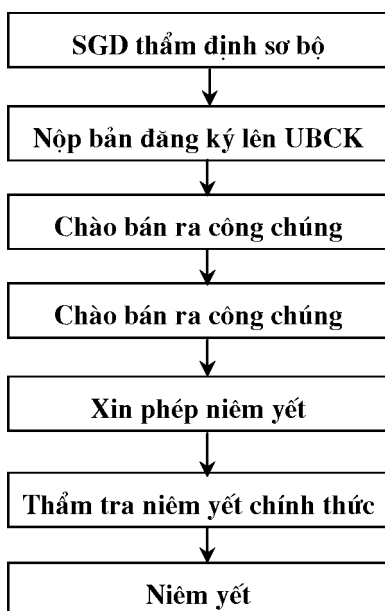 SGD thẩm định sơ bộ
Nộp bản đăng ký lên UBCK
Chào bán ra công chúng
Chào bán ra công chúng
Xin phép niêm yết
Thẩm tra niêm yết chính thức
Niêm yết